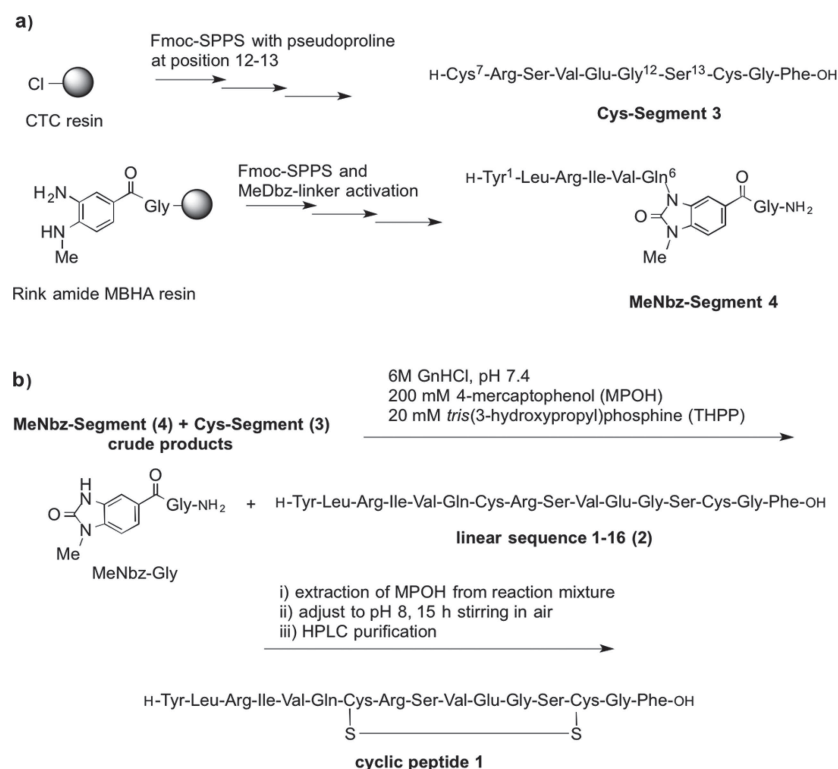 a)
Fmoc-SPPS with pseudoproline
at position 12-13
Cl
CTC resin
H-Cys⁷-Arg-Ser-Val-Glu-Gly¹²-Ser¹³-Cys-Gly-Phe-OH
Cys-Segment 3
H₂N
HN
Me
O
Gly
Rink amide MBHA resin
Fmoc-SPPS and
MeDbz-linker activation
H-Tyr¹-Leu-Arg-Ile-Val-Gln⁶
N
O
N
Me
O
Gly-NH₂
MeNbz-Segment 4
b)
MeNbz-Segment (4) + Cys-Segment (3)
crude products
6M GnHCl, pH 7.4
200 mM 4-mercaptophenol (MPOH)
20 mM tris(3-hydroxypropyl)phosphine (THPP)
H
N
O
N
Me
O
Gly-NH₂
MeNbz-Gly
+
H-Tyr-Leu-Arg-Ile-Val-Gln-Cys-Arg-Ser-Val-Glu-Gly-Ser-Cys-Gly-Phe-OH
linear sequence 1-16 (2)
i) extraction of MPOH from reaction mixture
ii) adjust to pH 8, 15 h stirring in air
iii) HPLC purification
H-Tyr-Leu-Arg-Ile-Val-Gln-Cys-Arg-Ser-Val-Glu-Gly-Ser-Cys-Gly-Phe-OH
S S
cyclic peptide 1